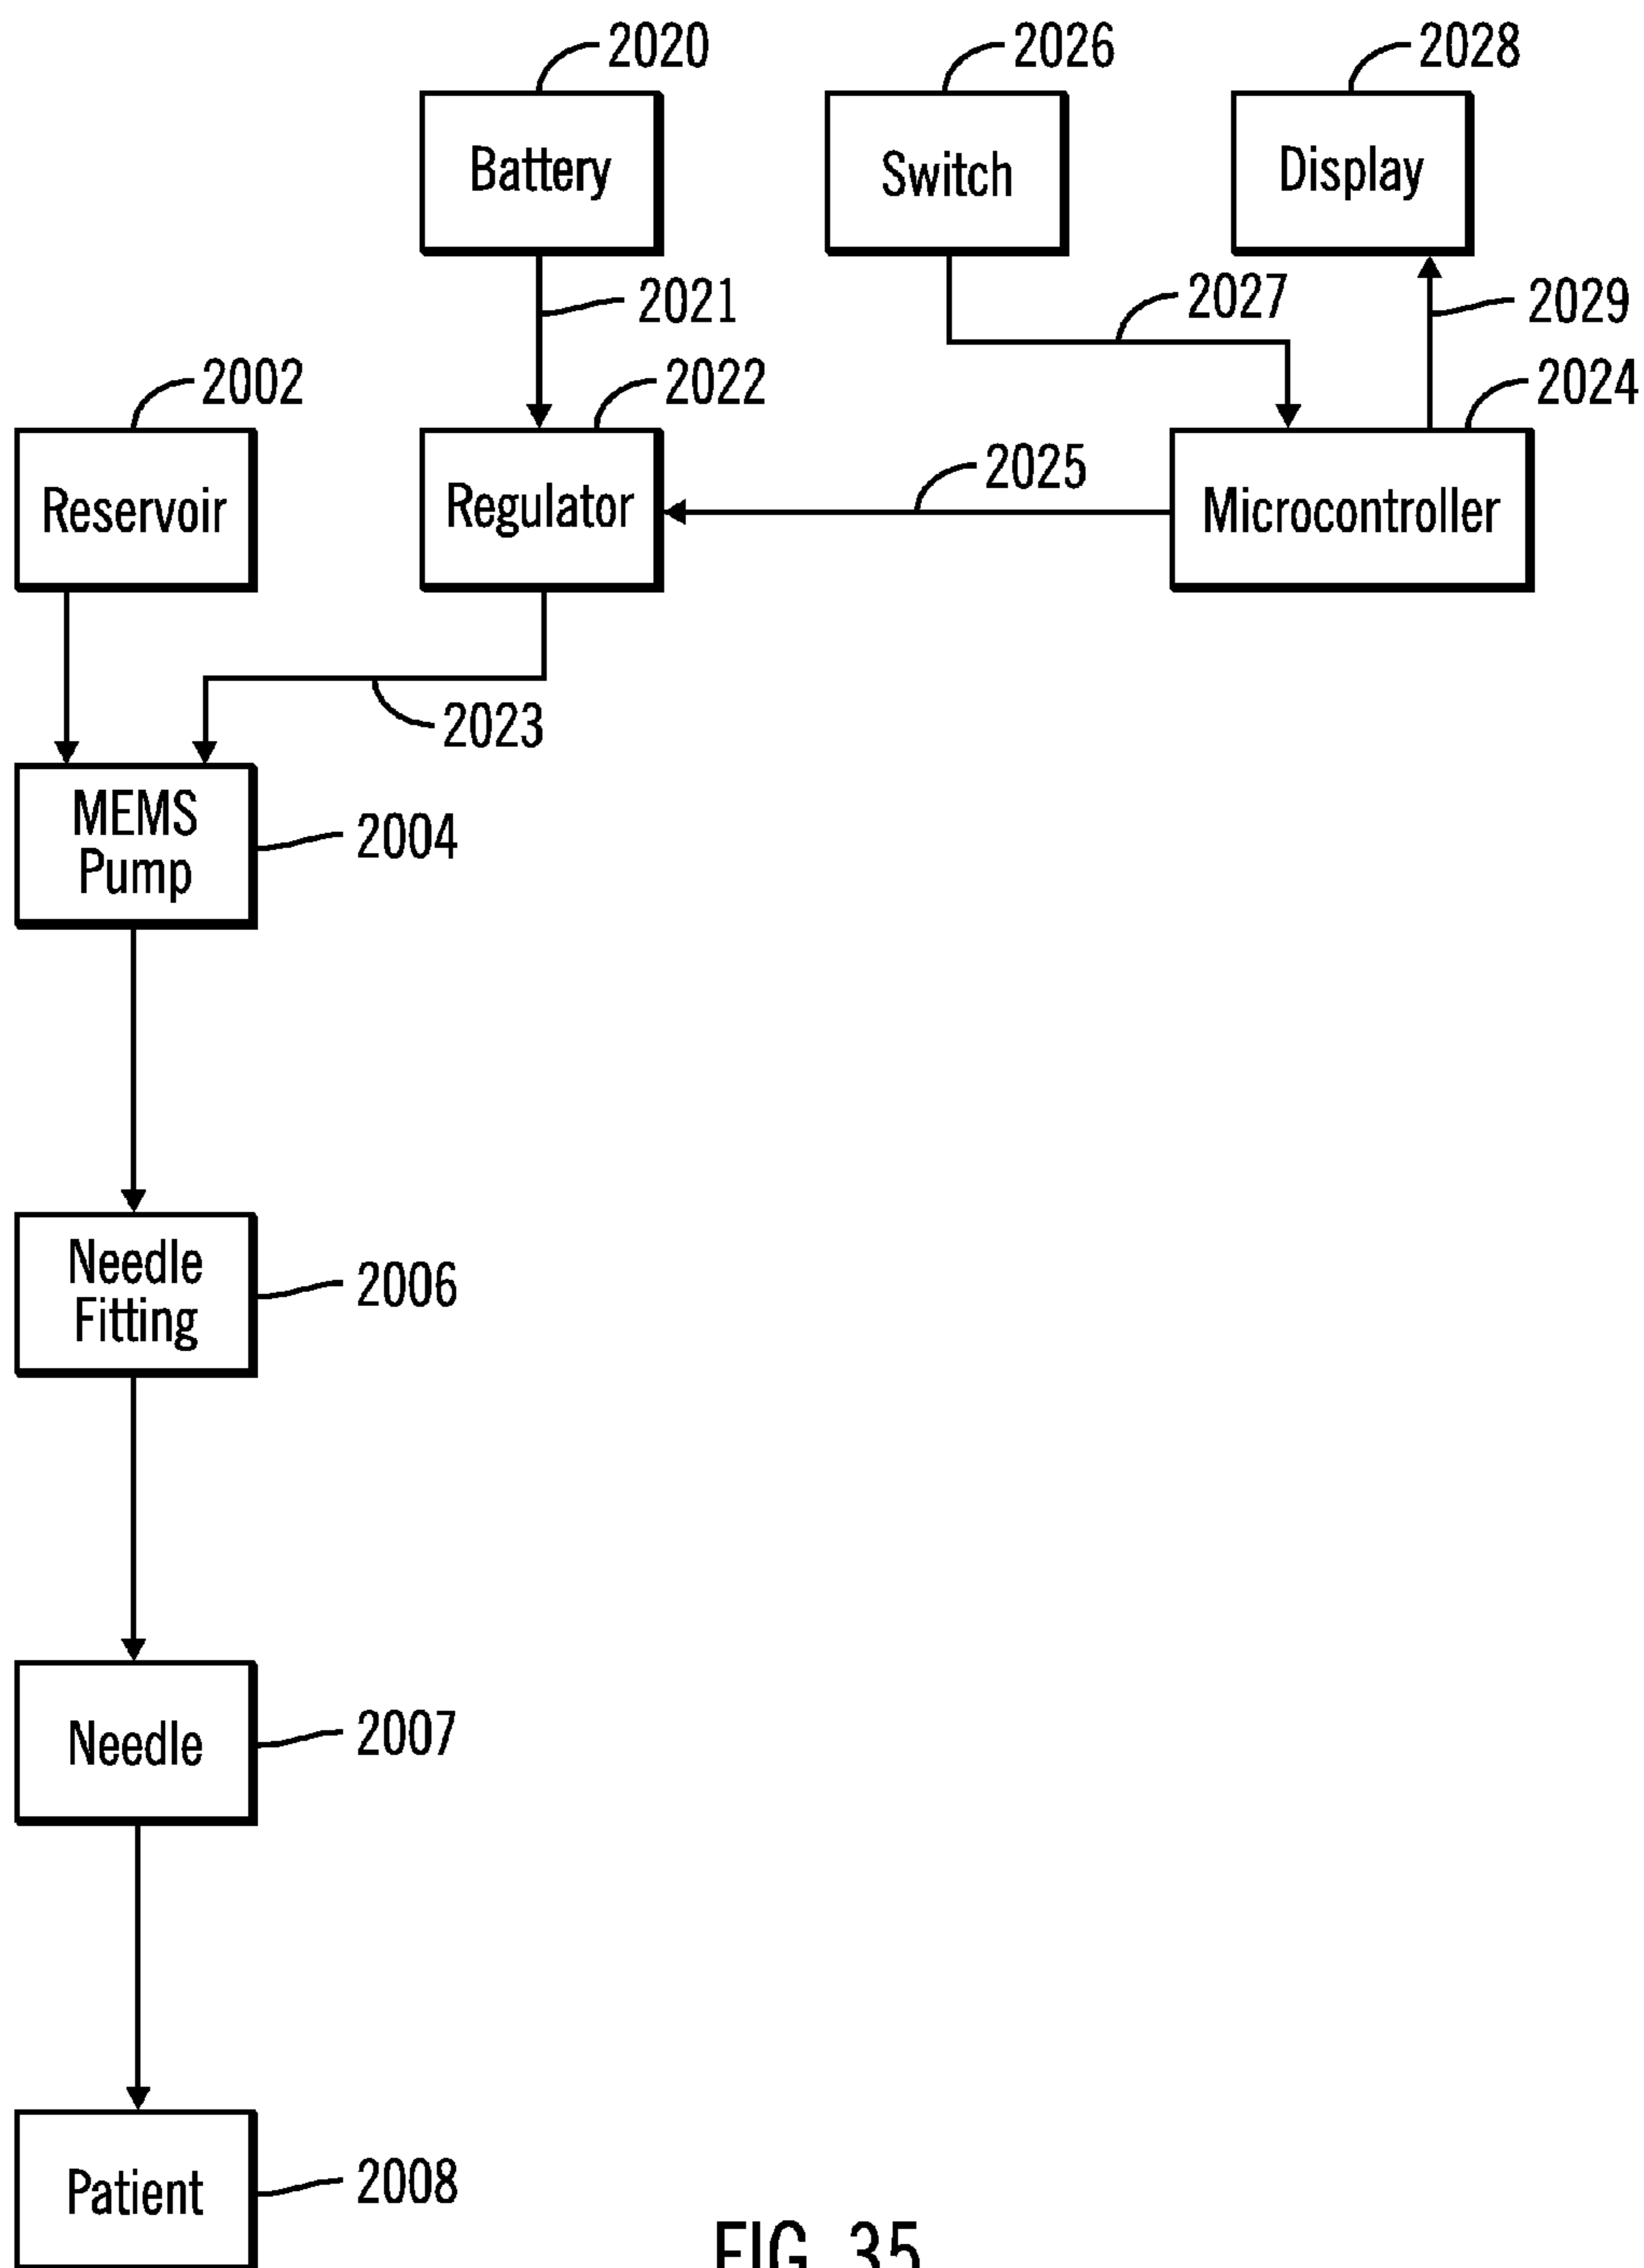 2020
2026
2028
Battery
Switch
Display
2021
2027
2029
2002
2022
2024
Reservoir
Regulator
2025
Microcontroller
2023
MEMS
Pump
2004
Needle
Fitting
2006
Needle
2007
Patient
2008
FIG. 35